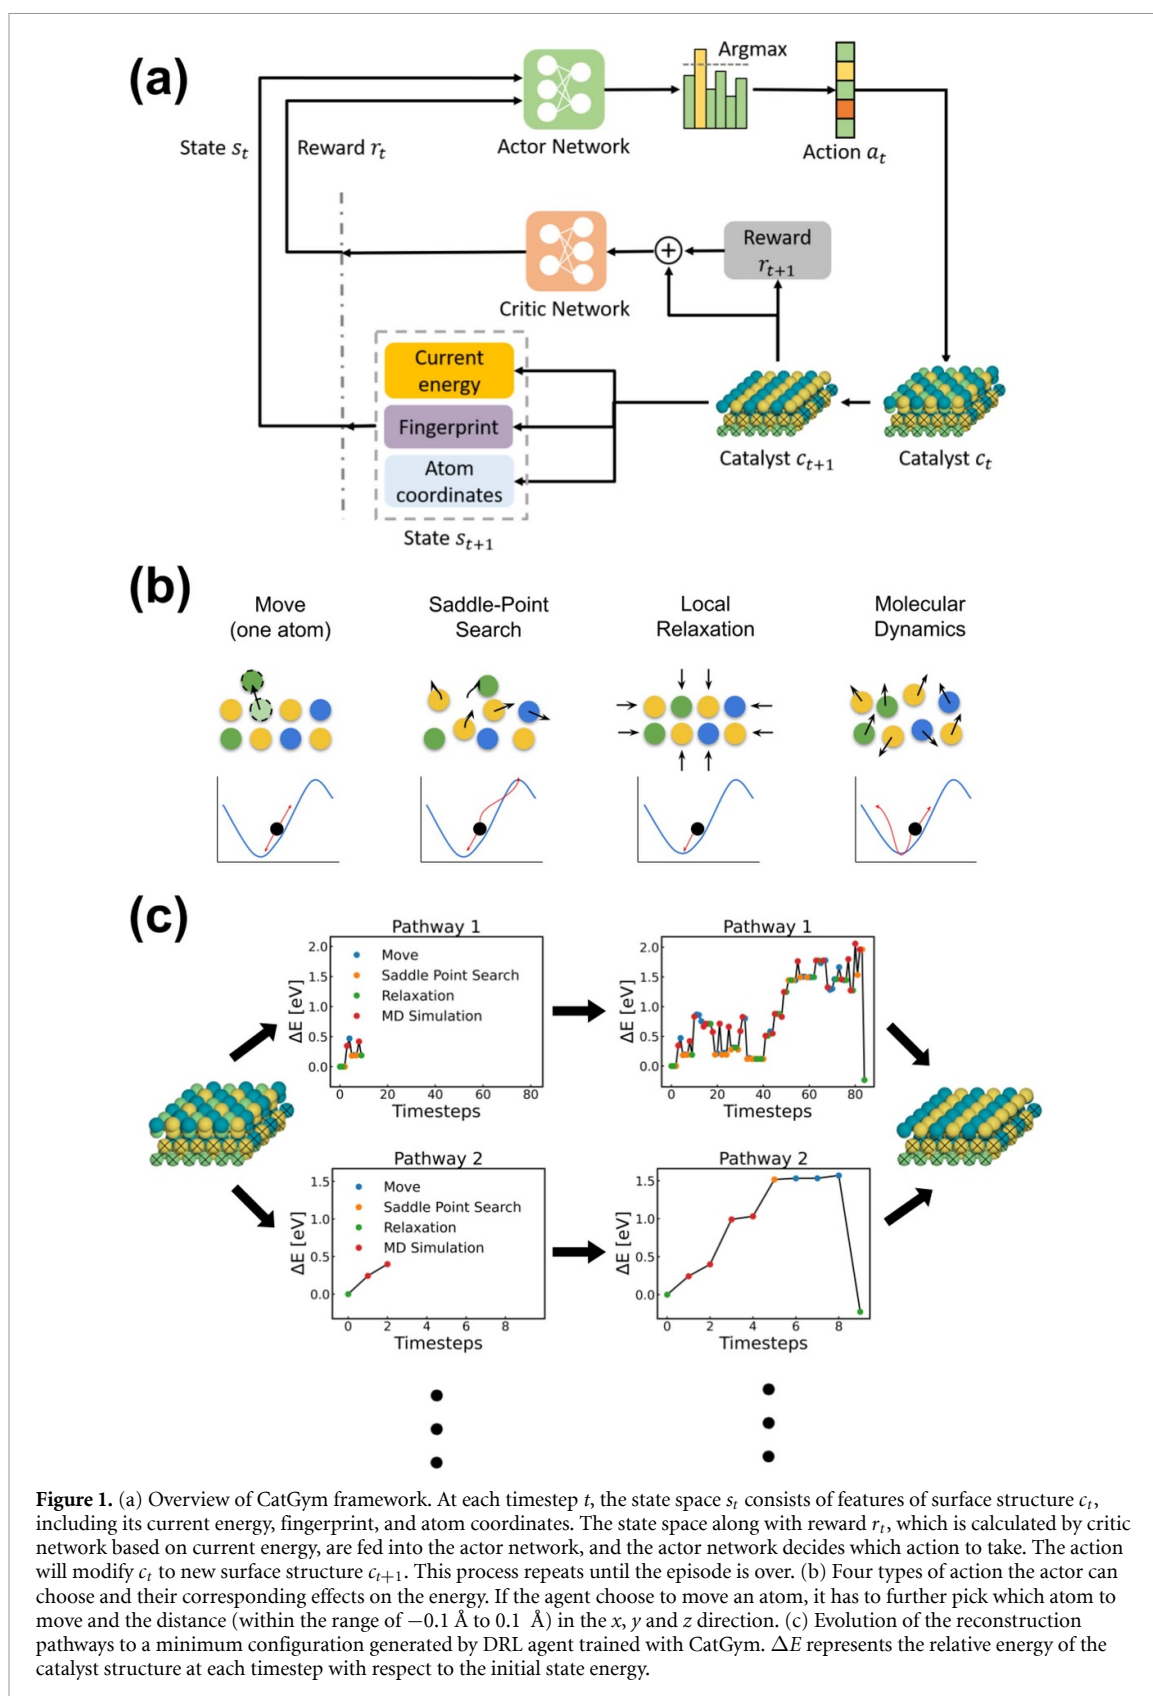 (a)
Argmax
State st
Reward rt
Actor Network
Action at
Reward
rt+1
Critic Network
Current
energy
Fingerprint
Atom
coordinates
Catalyst ct+1
Catalyst ct
State st+1
(b)
Move
(one atom)
Saddle-Point
Search
Local
Relaxation
Molecular
Dynamics
(c)
Pathway 1
2.0
1.5
1.0
0.5
0.0
ΔE [eV]
Move
Saddle Point Search
Relaxation
MD Simulation
0 20 40 60 80
Timesteps
Pathway 1
2.0
1.5
1.0
0.5
0.0
ΔE [eV]
0 20 40 60 80
Timesteps
Pathway 2
1.5
1.0
0.5
0.0
ΔE [eV]
Move
Saddle Point Search
Relaxation
MD Simulation
0 2 4 6 8
Timesteps
Pathway 2
1.5
1.0
0.5
0.0
ΔE [eV]
0 2 4 6 8
Timesteps
Figure 1. (a) Overview of CatGym framework. At each timestep t, the state space st consists of features of surface structure ct,
including its current energy, fingerprint, and atom coordinates. The state space along with reward rt, which is calculated by critic
network based on current energy, are fed into the actor network, and the actor network decides which action to take. The action
will modify ct to new surface structure ct+1. This process repeats until the episode is over. (b) Four types of action the actor can
choose and their corresponding effects on the energy. If the agent choose to move an atom, it has to further pick which atom to
move and the distance (within the range of −0.1 Å to 0.1 Å) in the x, y and z direction. (c) Evolution of the reconstruction
pathways to a minimum configuration generated by DRL agent trained with CatGym. ΔE represents the relative energy of the
catalyst structure at each timestep with respect to the initial state energy.